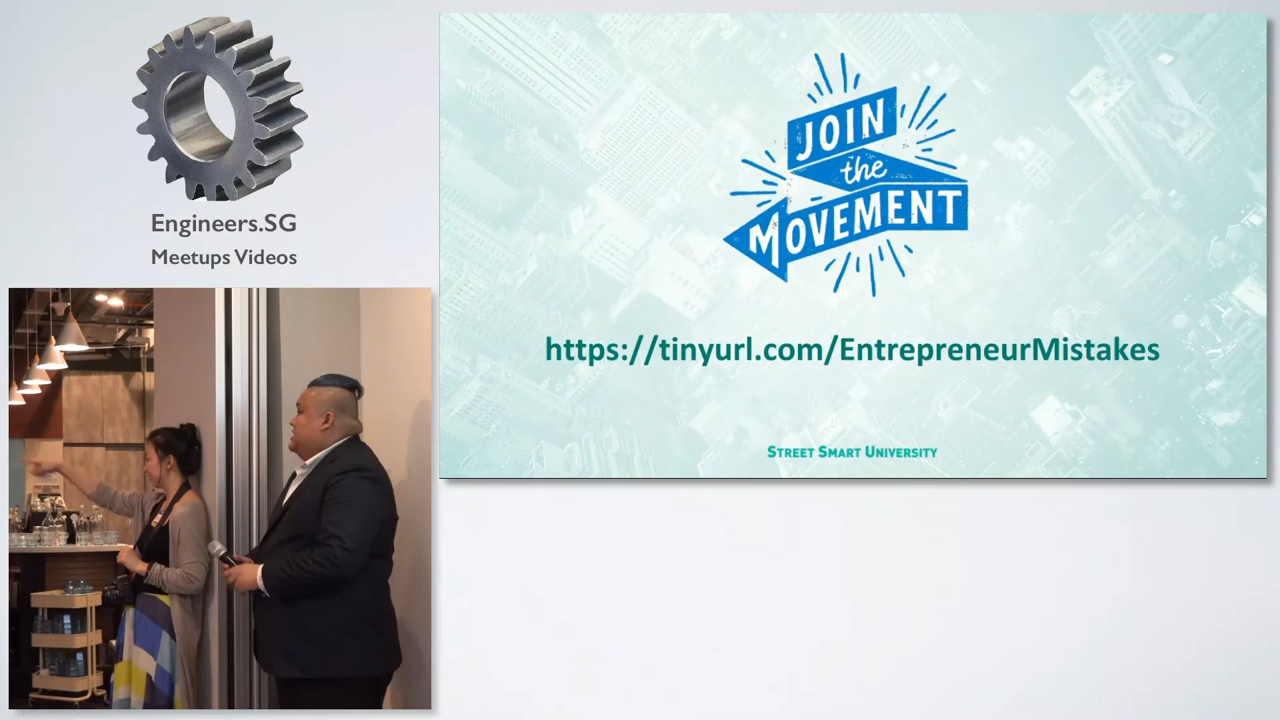 Engineers.SG
Meetups Videos
JOIN
the
MOVEMENT
https://tinyurl.com/EntrepreneurMistakes
STREET SMART UNIVERSITY